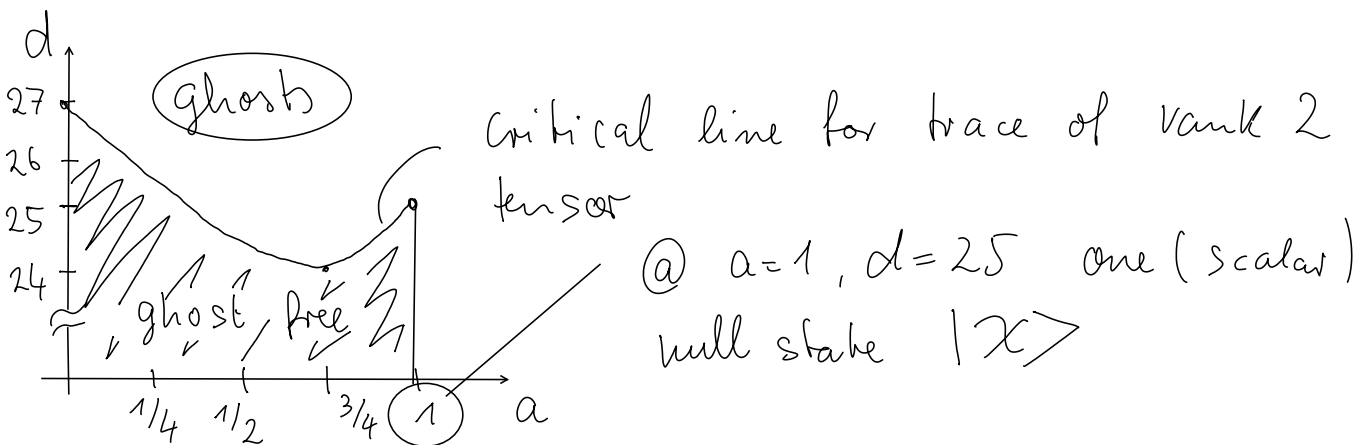 d
27
ghosts
26
25
24
critical line for trace of rank 2
tensor
@ a=1, d=25 one (scalar)
null state |χ>
ghost free
1/4 1/2 3/4 1 a